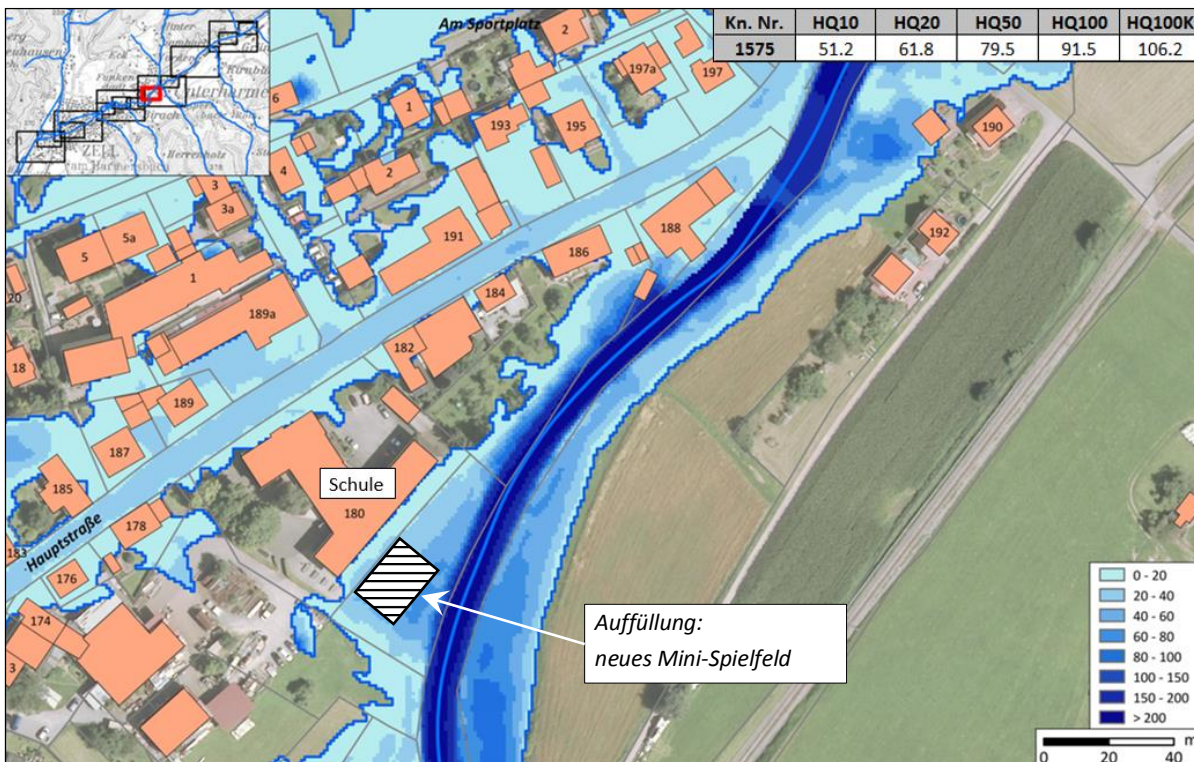 Kn. Nr. HQ10 HQ20 HQ50 HQ100 HQ100K
1575 51.2 61.8 79.5 91.5 106.2
Am Sportplatz
2
197a
197
6
1
193
195
190
ZELL
am Harmersbach
Herrenholz
4
2
3
3a
5
5a
191
188
192
1
186
20
184
189a
182
18
189
187
Schule
185
180
Hauptstraße
178
183
176
174
3
Auffüllung:
neues Mini-Spielfeld
0 - 20
20 - 40
40 - 60
60 - 80
80 - 100
100 - 150
150 - 200
> 200
m
0 20 40